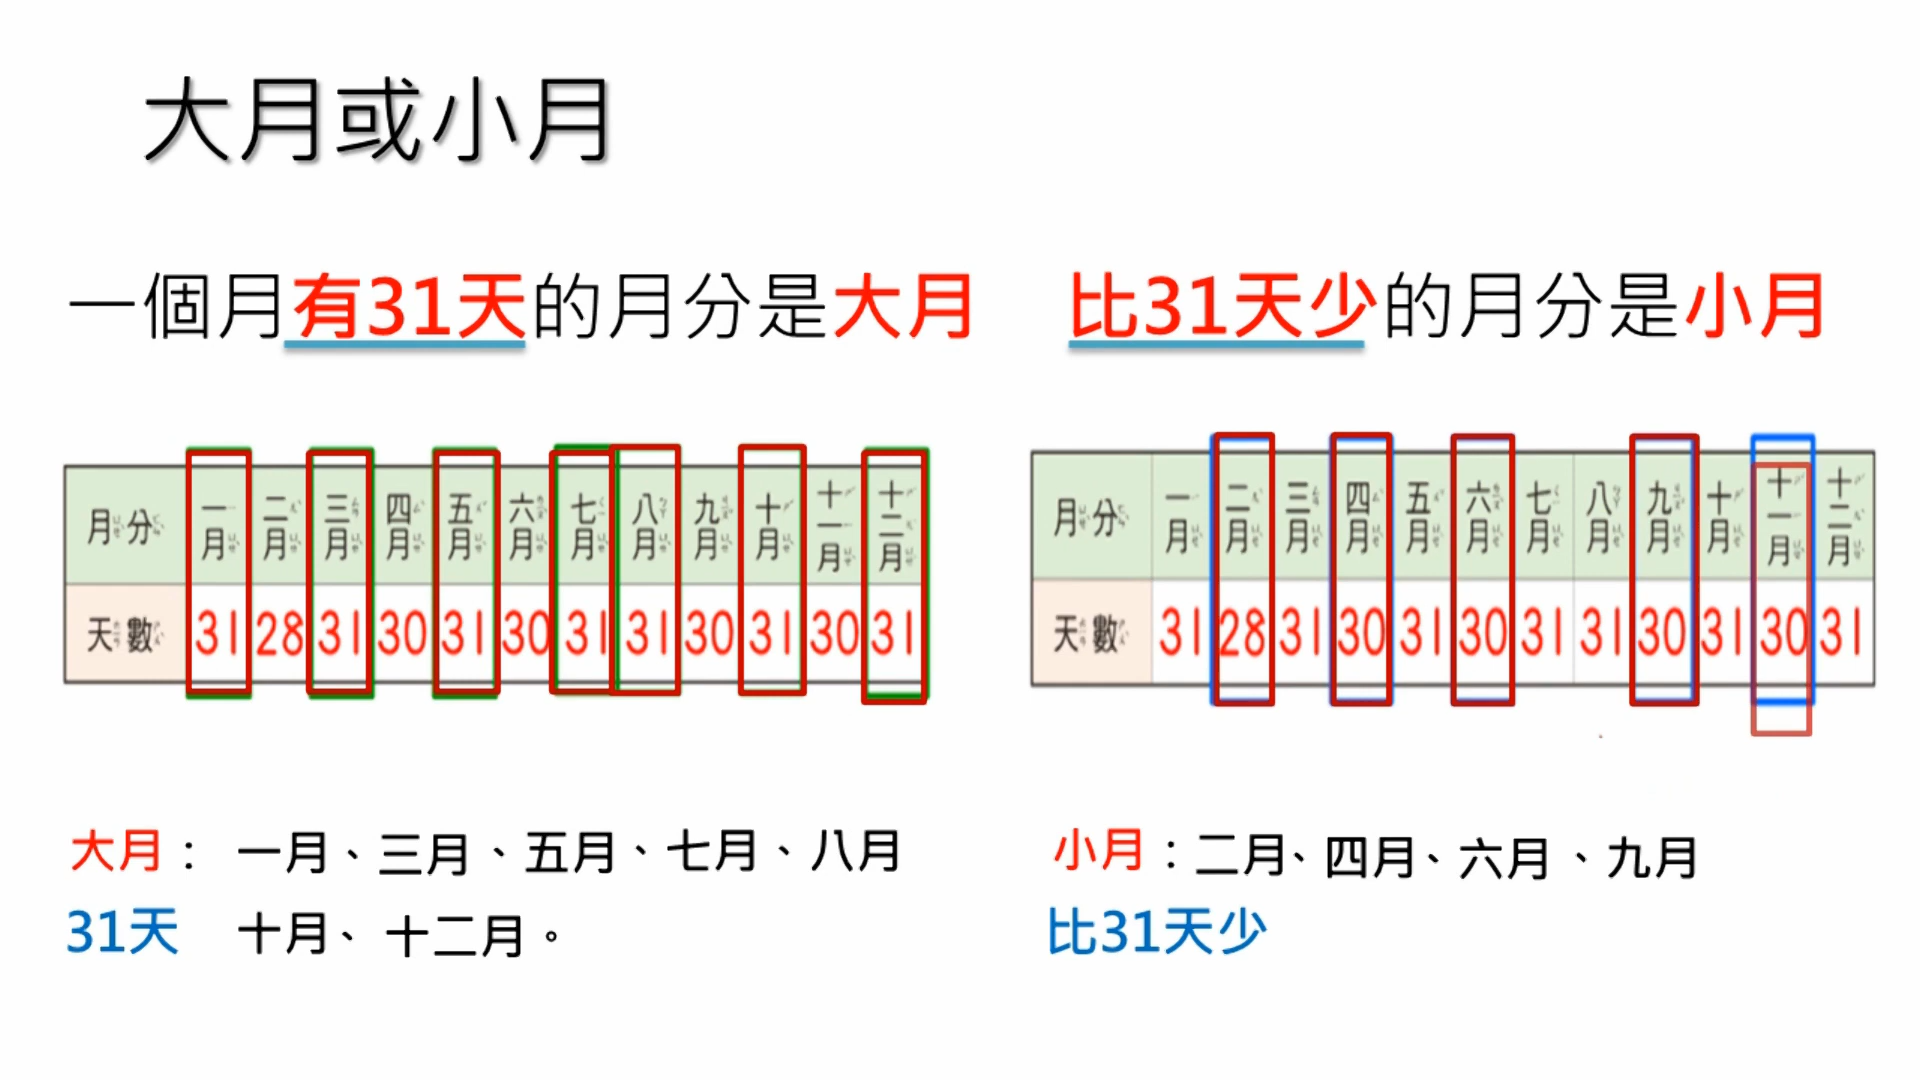 大月或小月
一個月有31天的月分是大月
比31天少的月分是小月
月分 一月 二月 三月 四月 五月 六月 七月 八月 九月 十月 十一月 十二月
天數 31 28 31 30 31 30 31 31 30 31 30 31
月分 一月 二月 三月 四月 五月 六月 七月 八月 九月 十月 十一月 十二月
天數 31 28 31 30 31 30 31 31 30 31 30 31
大月： 一月、三月、五月、七月、八月
31天 十月、十二月。
小月：二月、四月、六月、九月
比31天少